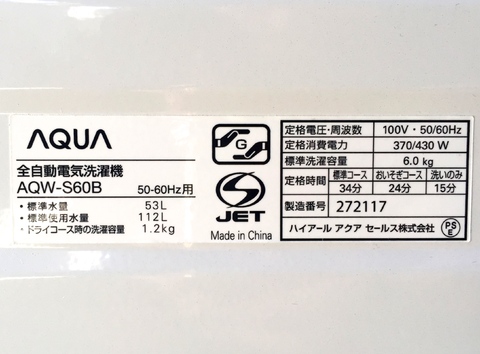 AQUA
全自動電気洗濯機
AQW-S60B 50-60Hz用
・標準水量 53L
・標準使用水量 112L
・ドライコース時の洗濯容量 1.2kg
G
S
JET
Made in China
定格電圧・周波数 100V・50/60Hz
定格消費電力 370/430 W
標準洗濯容量 6.0 kg
定格時間 標準コース おいそぎコース 洗いのみ
34分 24分 15分
製造番号 272117
ハイアール アクア セールス株式会社 PSE